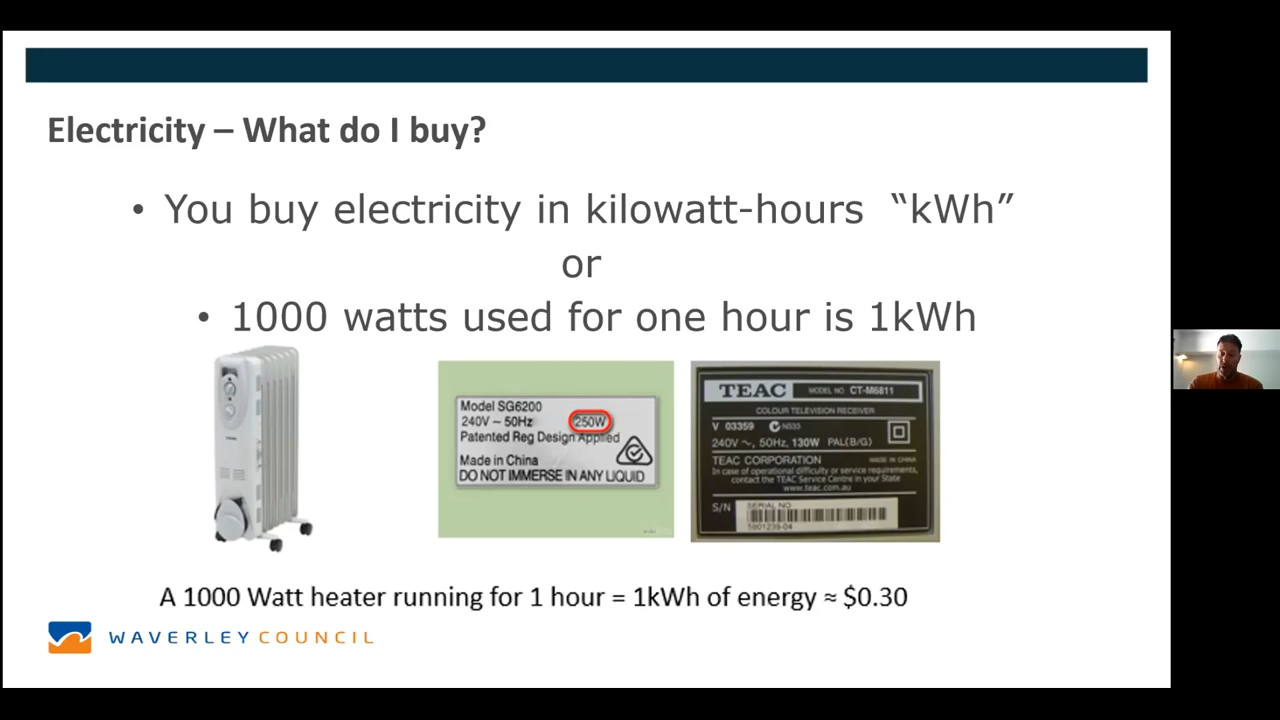 Electricity – What do I buy?
• You buy electricity in kilowatt-hours “kWh”
or
• 1000 watts used for one hour is 1kWh
Model SG6200
240V ~ 50Hz 250W
Patented Reg Design Applied
Made in China
DO NOT IMMERSE IN ANY LIQUID
TEAC MODEL NO CT-M6811
COLOUR TELEVISION RECEIVER
V 03359 N533
240V ~, 50Hz, 130W PAL(B/G)
TEAC CORPORATION MADE IN CHINA
In case of operational difficulty or service requirements,
contact the TEAC Service Centre in your State
www.teac.com.au
S/N SERIAL NO
A 1000 Watt heater running for 1 hour = 1kWh of energy ≈ $0.30
WAVERLEY COUNCIL